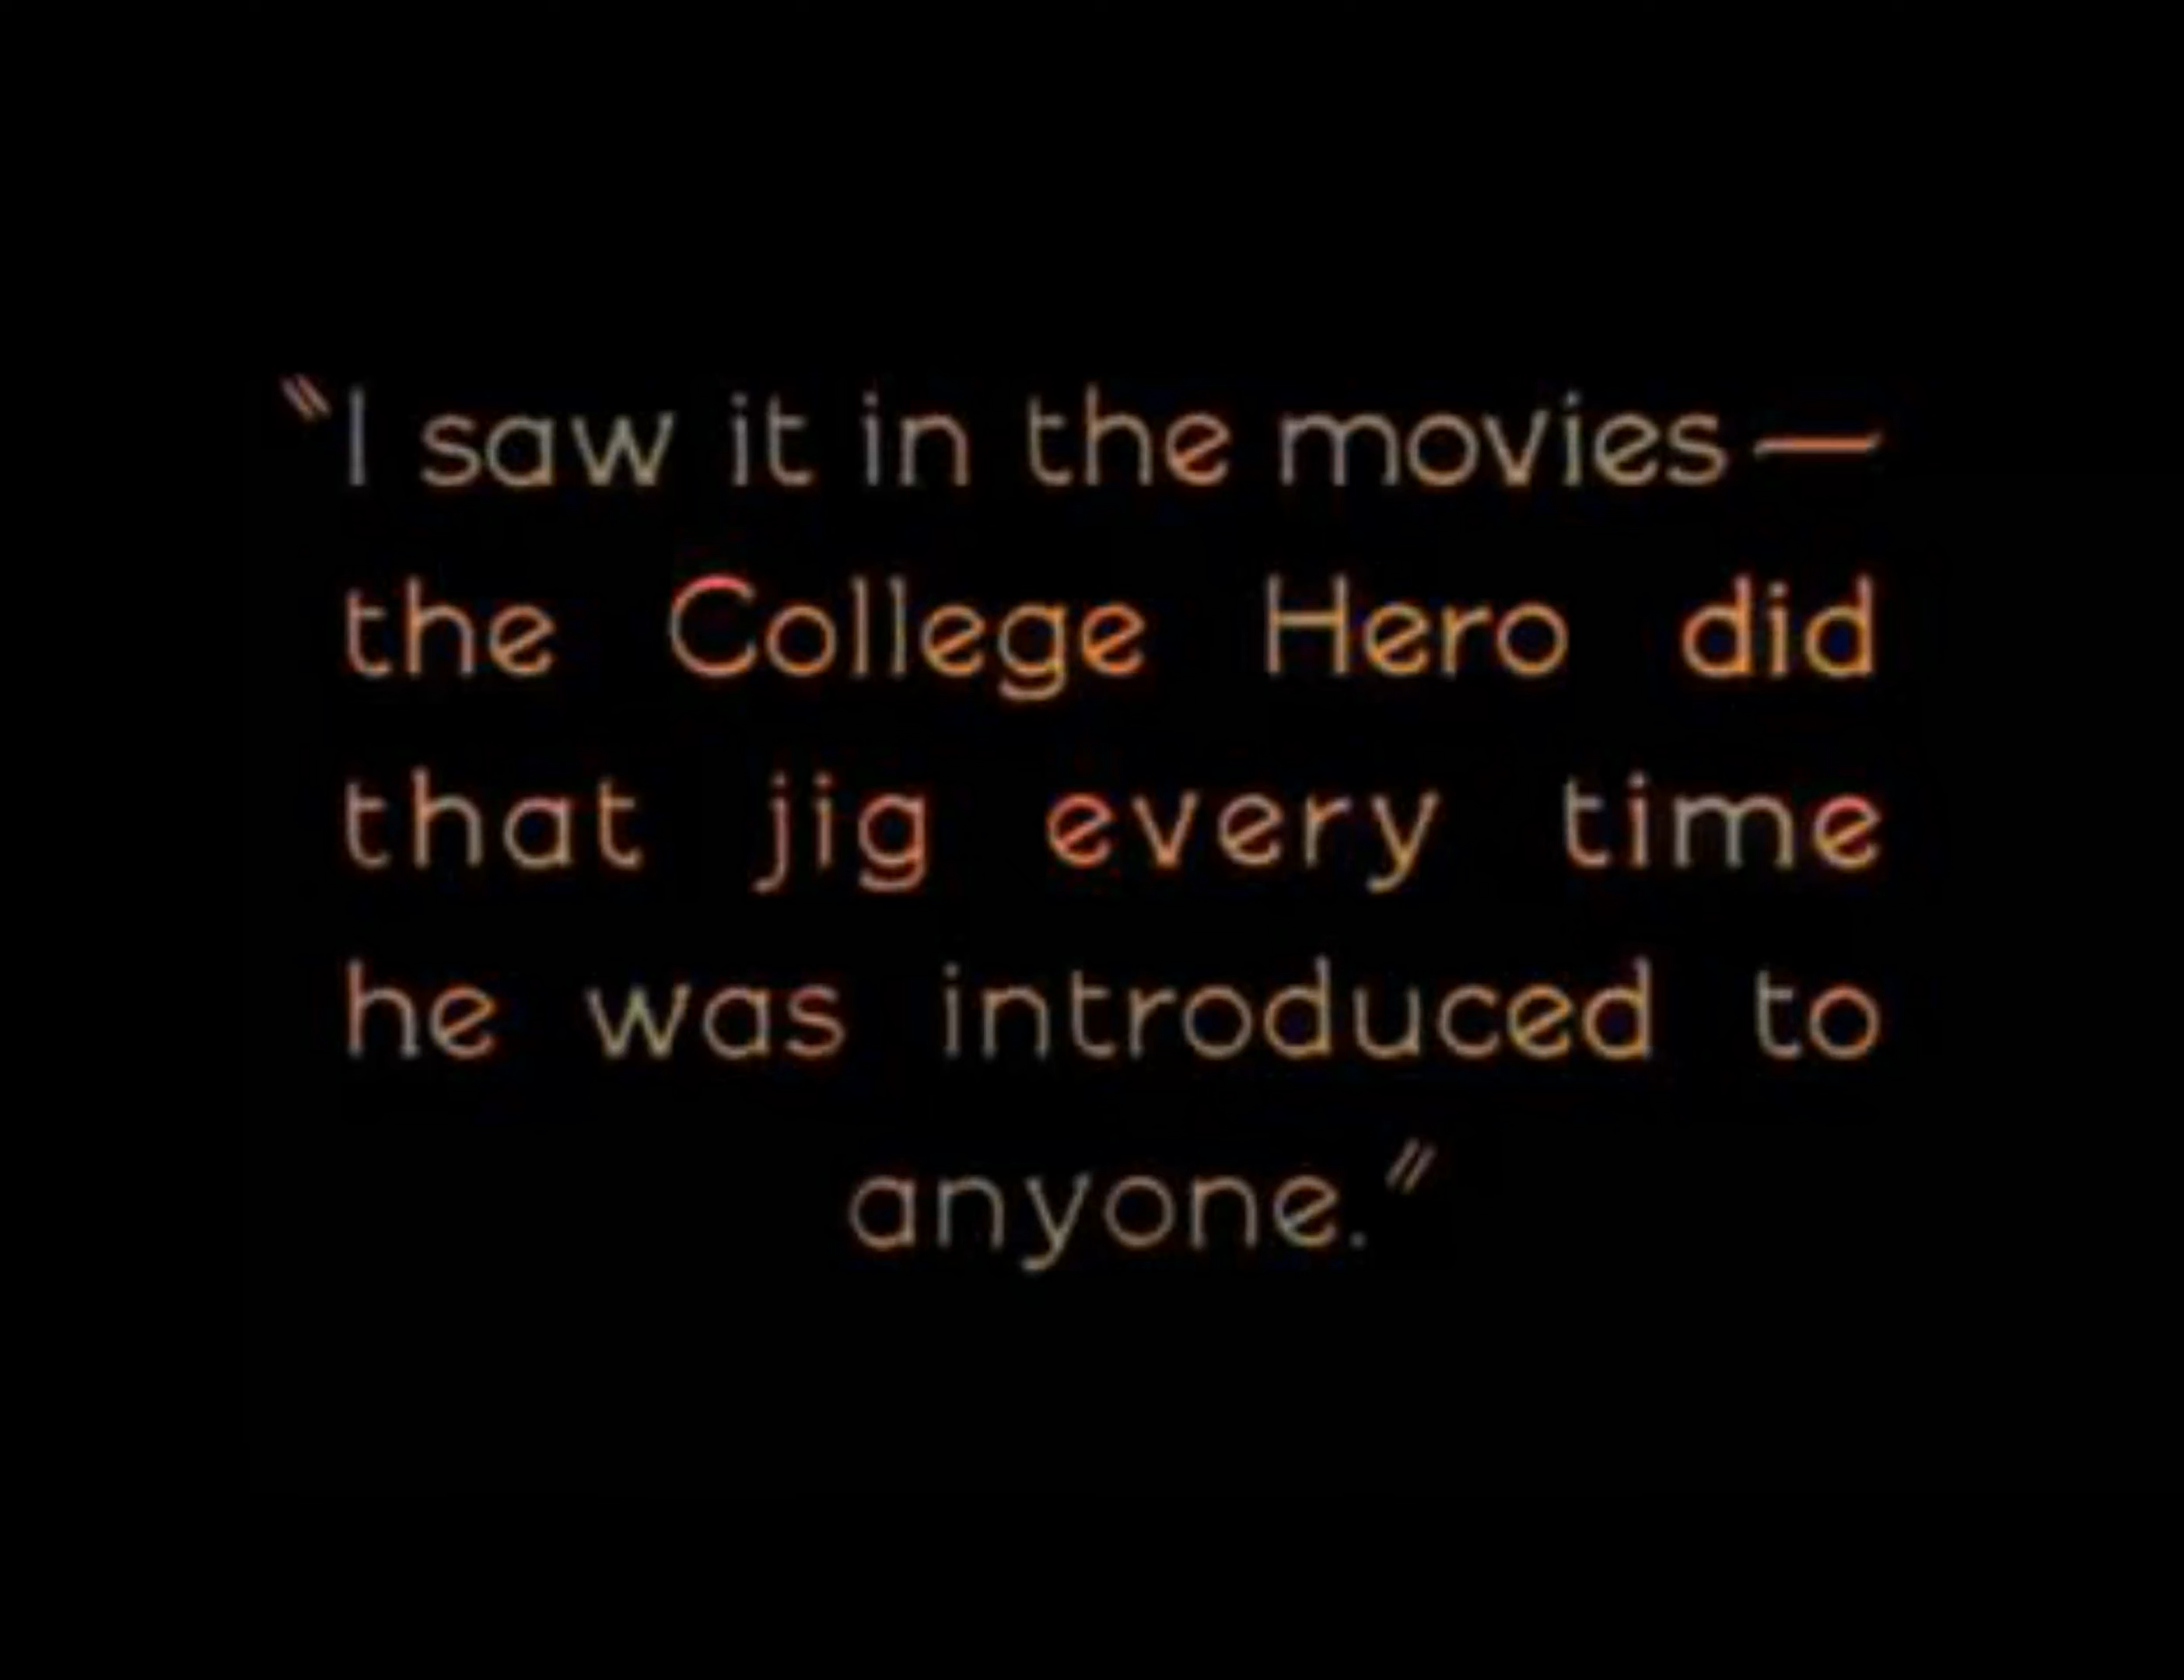 "I saw it in the movies—
the College Hero did
that jig every time
he was introduced to
anyone."